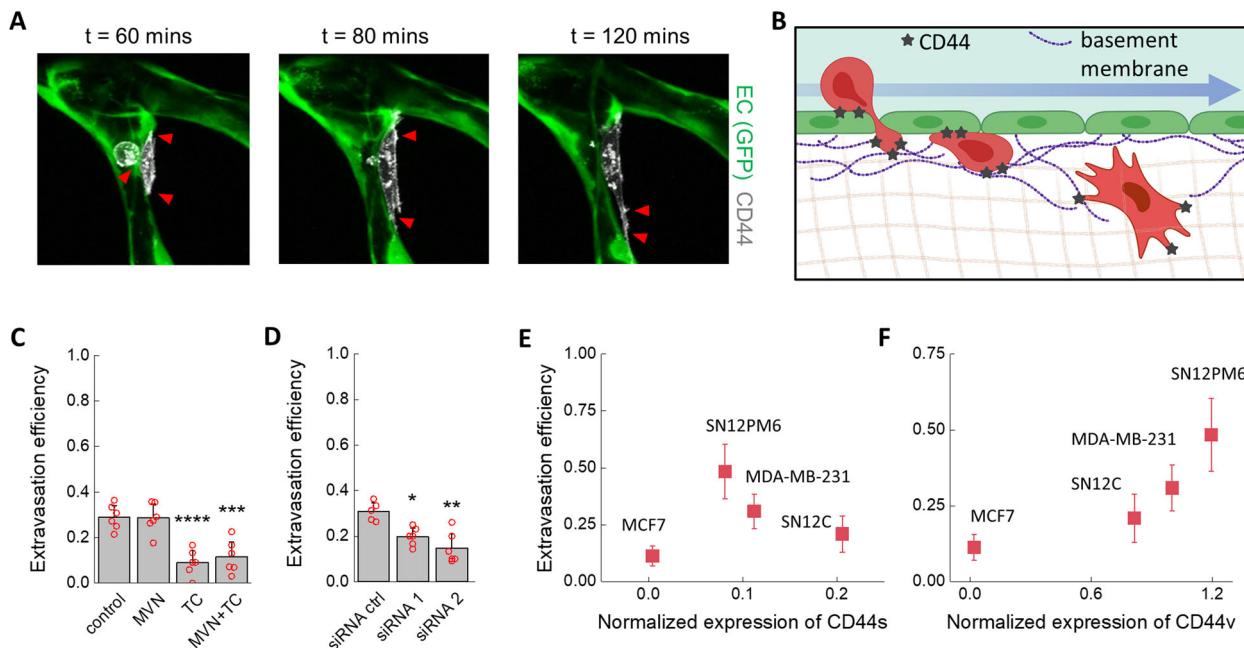 A
t = 60 mins
t = 80 mins
t = 120 mins
EC (GFP) CD44
B
CD44
basement
membrane
C
Extravasation efficiency
1.0
0.8
0.6
0.4
0.2
0.0
****
***
control
MVN
TC
MVN+TC
D
Extravasation efficiency
1.0
0.8
0.6
0.4
0.2
0.0
*
**
siRNA ctrl
siRNA 1
siRNA 2
E
Extravasation efficiency
1.00
0.75
0.50
0.25
0.00
SN12PM6
MDA-MB-231
MCF7
SN12C
0.0 0.1 0.2
Normalized expression of CD44s
F
Extravasation efficiency
0.75
0.50
0.25
0.00
SN12PM6
MDA-MB-231
SN12C
MCF7
0.0 0.6 1.2
Normalized expression of CD44v